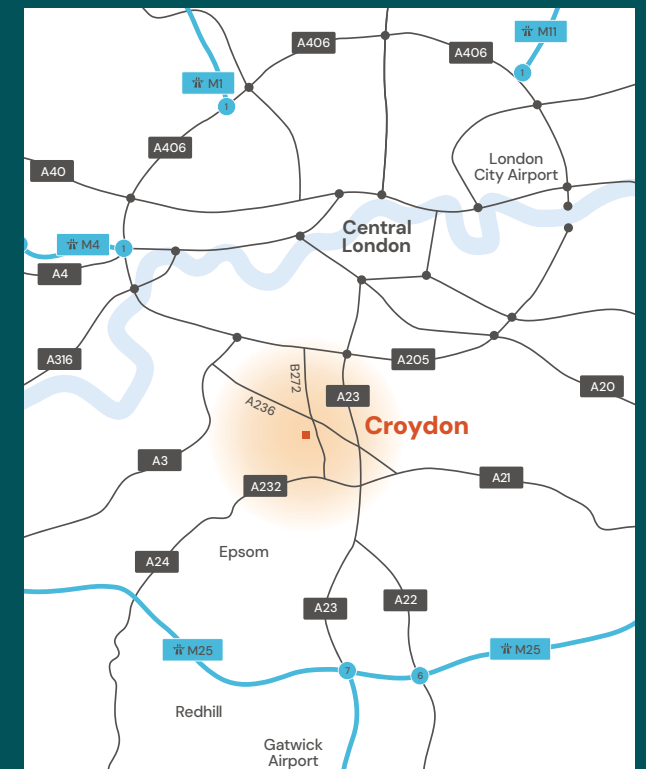 M11
A406
A406
1
M1
1
A406
London
City Airport
A40
Central
London
M4
1
A4
A316
A205
B272
A20
A23
A236
Croydon
A3
A21
A232
Epsom
A24
A22
A23
M25
M25
7
6
Redhill
Gatwick
Airport